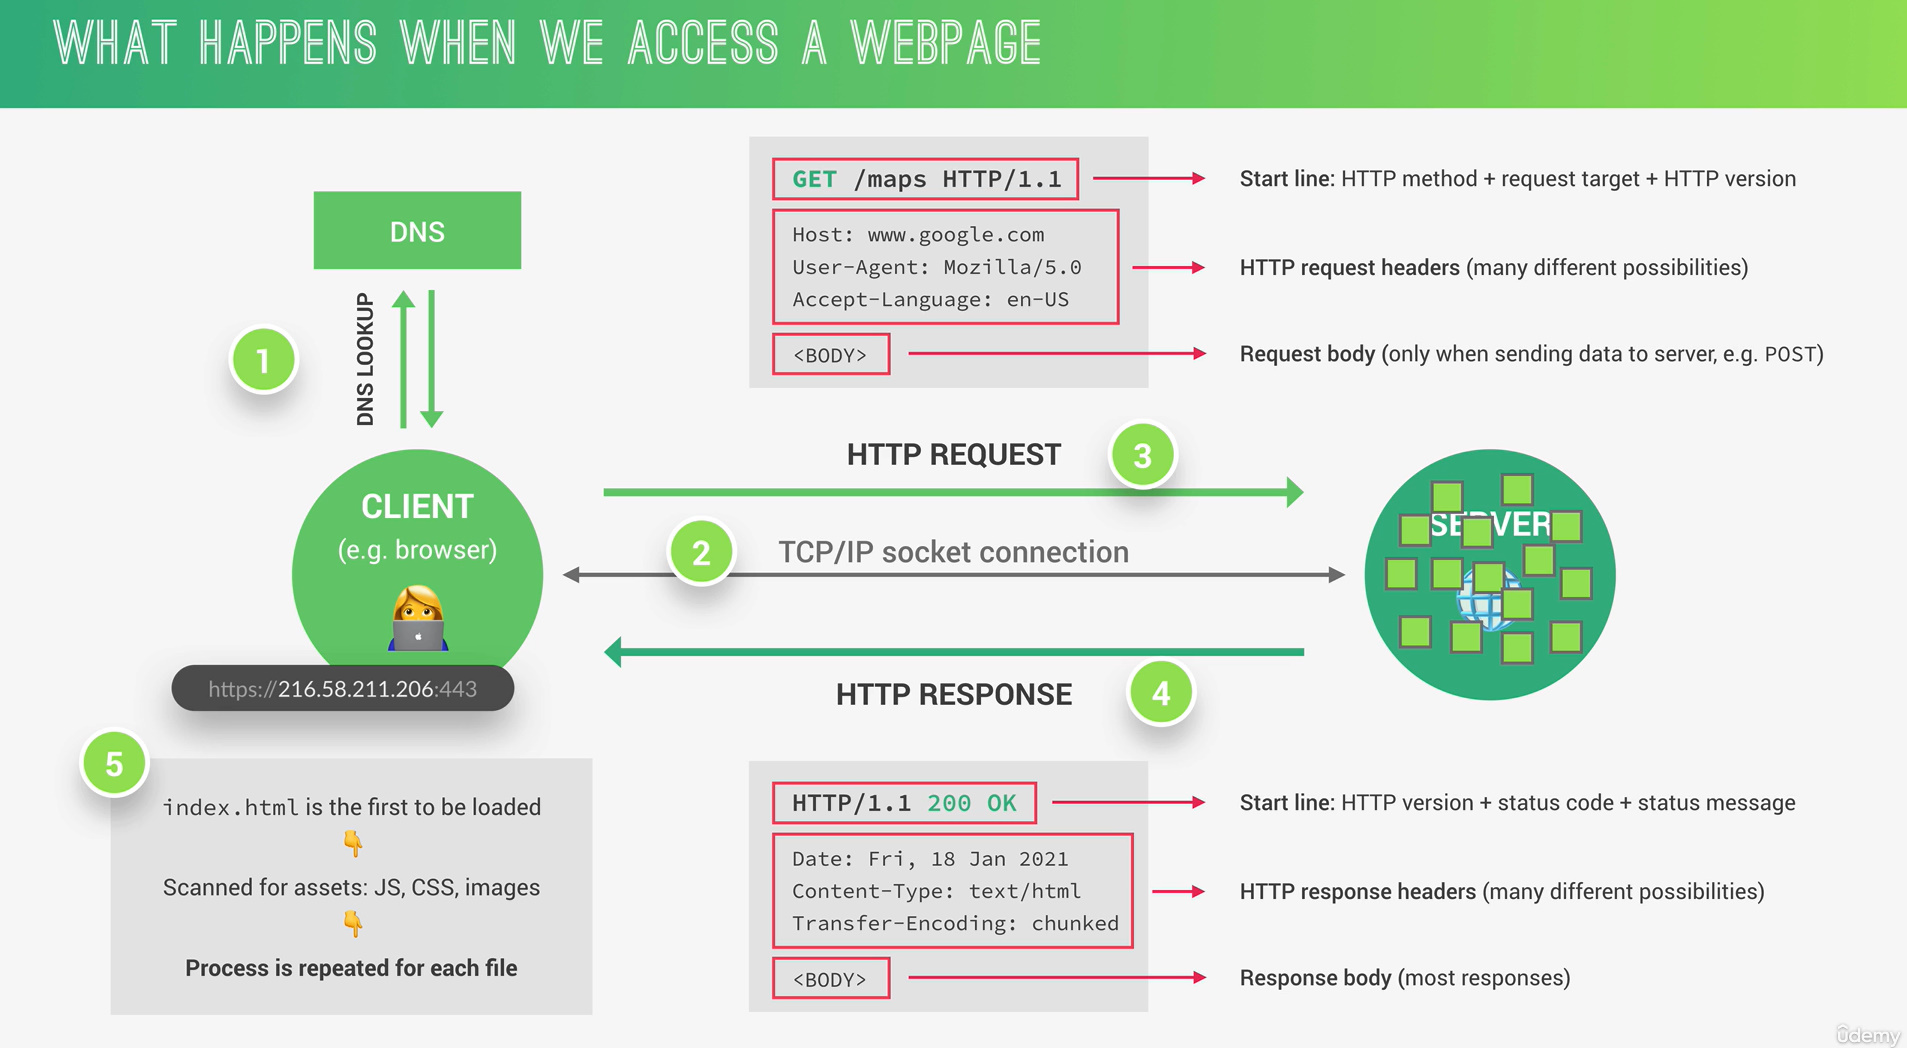 WHAT HAPPENS WHEN WE ACCESS A WEBPAGE
DNS
DNS LOOKUP
1
CLIENT
(e.g. browser)
https://216.58.211.206:443
5
index.html is the first to be loaded
Scanned for assets: JS, CSS, images
Process is repeated for each file
GET /maps HTTP/1.1
Start line: HTTP method + request target + HTTP version
Host: www.google.com
User-Agent: Mozilla/5.0
Accept-Language: en-US
HTTP request headers (many different possibilities)
<BODY>
Request body (only when sending data to server, e.g. POST)
HTTP REQUEST
3
2
TCP/IP socket connection
SERVER
HTTP RESPONSE
4
HTTP/1.1 200 OK
Start line: HTTP version + status code + status message
Date: Fri, 18 Jan 2021
Content-Type: text/html
Transfer-Encoding: chunked
HTTP response headers (many different possibilities)
<BODY>
Response body (most responses)
ûdemy